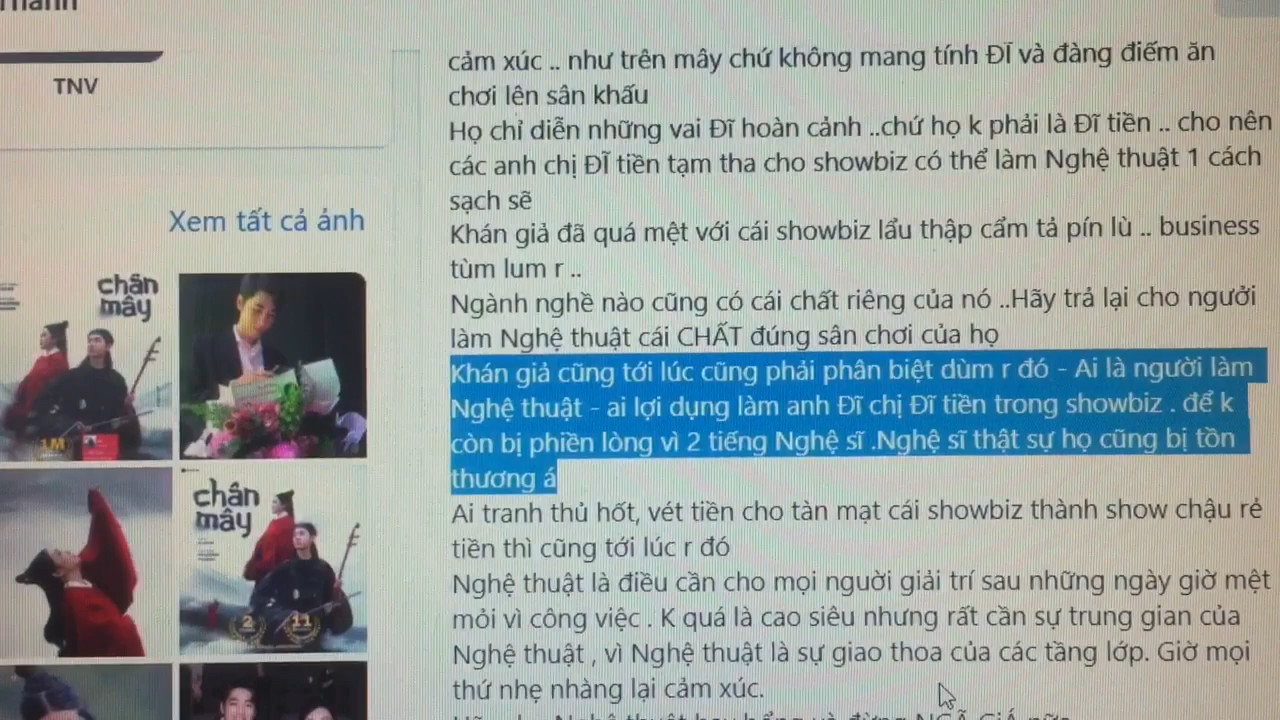 TNV
Xem tất cả ảnh
chân
mây
1M
chân
mây
2
11
cảm xúc .. như trên mây chứ không mang tính ĐĨ và đàng điếm ăn
chơi lên sân khấu
Họ chỉ diễn những vai Đĩ hoàn cảnh ..chứ họ k phải là Đĩ tiền .. cho nên
các anh chị ĐĨ tiền tạm tha cho showbiz có thể làm Nghệ thuật 1 cách
sạch sẽ
Khán giả đã quá mệt với cái showbiz lẩu thập cẩm tả pín lù .. business
tùm lum r ..
Ngành nghề nào cũng có cái chất riêng của nó ..Hãy trả lại cho người
làm Nghệ thuật cái CHẤT đúng sân chơi của họ
Khán giả cũng tới lúc cũng phải phân biệt dùm r đó - Ai là người làm
Nghệ thuật - ai lợi dụng làm anh Đĩ chị Đĩ tiền trong showbiz . để k
còn bị phiền lòng vì 2 tiếng Nghệ sĩ .Nghệ sĩ thật sự họ cũng bị tồn
thương á
Ai tranh thủ hốt, vét tiền cho tàn mạt cái showbiz thành show chậu rẻ
tiền thì cũng tới lúc r đó
Nghệ thuật là điều cần cho mọi nguời giải trí sau những ngày giờ mệt
mỏi vì công việc . K quá là cao siêu nhưng rất cần sự trung gian của
Nghệ thuật , vì Nghệ thuật là sự giao thoa của các tầng lớp. Giờ mọi
thứ nhẹ nhàng lại cảm xúc.